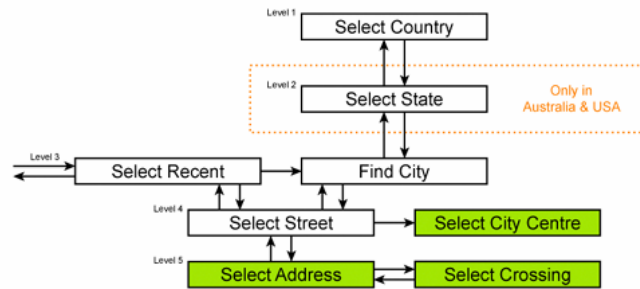 Level 1
Select Country
Level 2
Select State
Only in
Australia & USA
Level 3
Select Recent
Find City
Level 4
Select Street
Select City Centre
Level 5
Select Address
Select Crossing